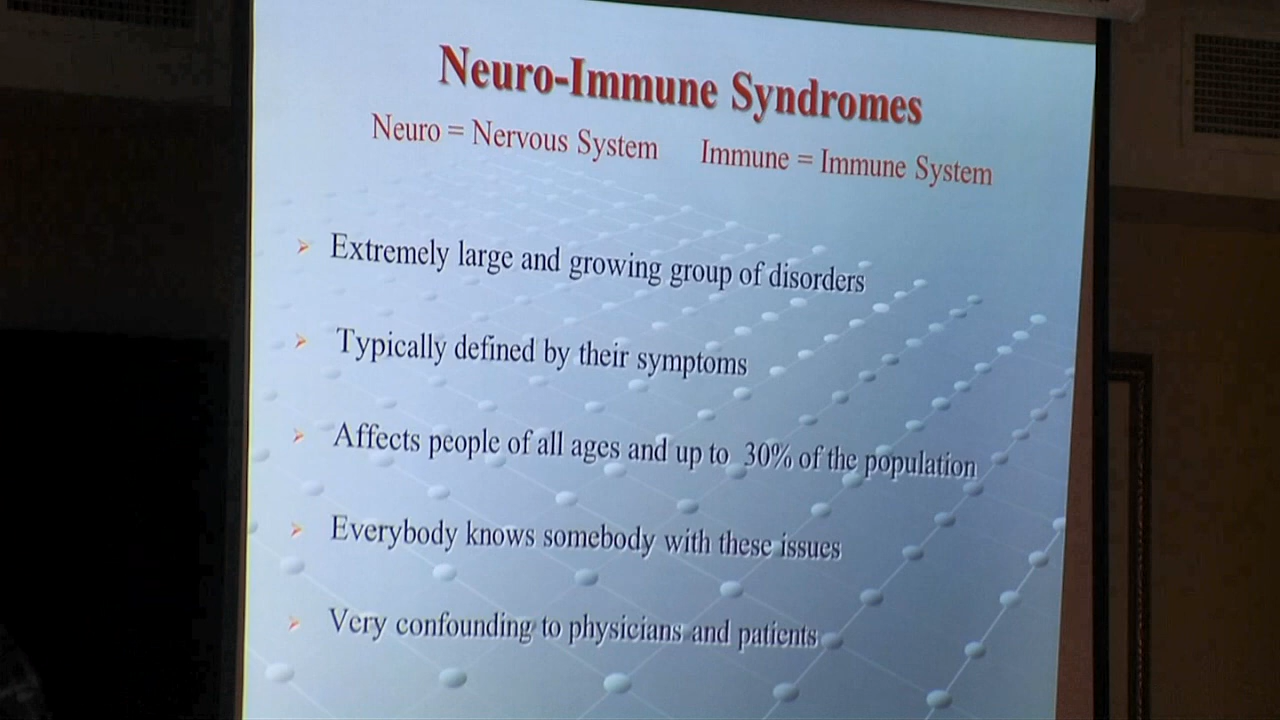 Neuro-Immune Syndromes
Neuro = Nervous System Immune = Immune System
Extremely large and growing group of disorders
Typically defined by their symptoms
Affects people of all ages and up to 30% of the population
Everybody knows somebody with these issues
Very confounding to physicians and patients